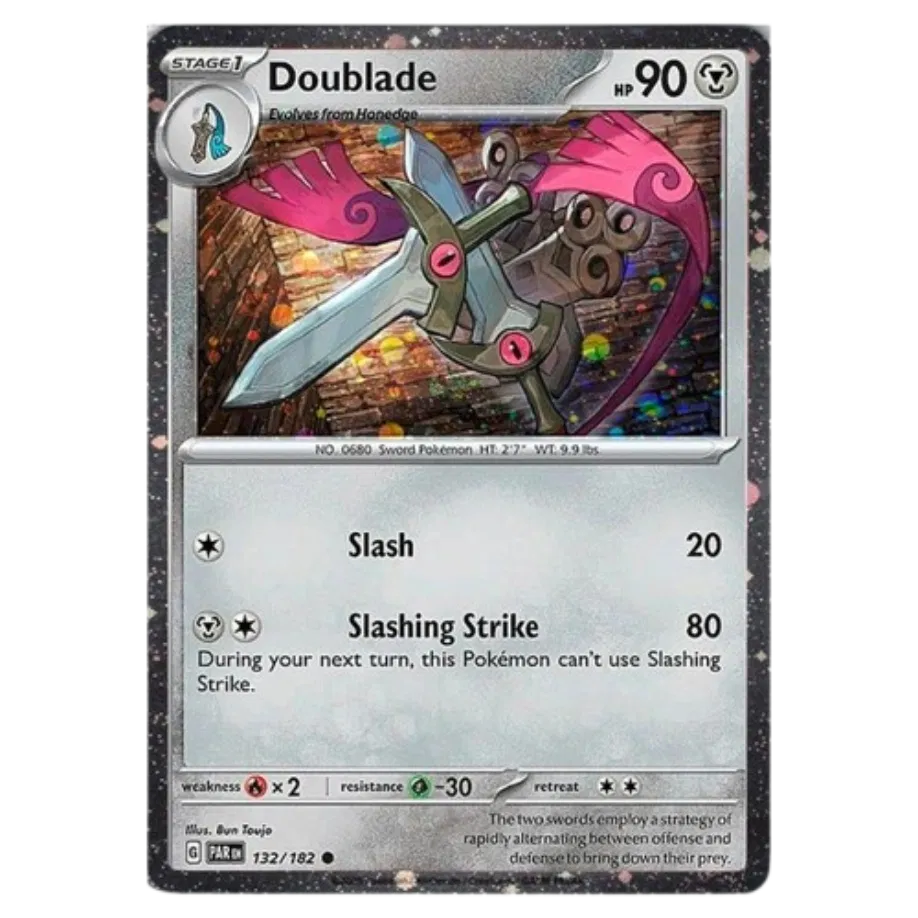 STAGE 1
Doublade
HP 90
Evolves from Honedge
NO. 0680 Sword Pokémon HT: 2'7" WT: 9.9 lbs.
Slash 20
Slashing Strike 80
During your next turn, this Pokémon can't use Slashing
Strike.
weakness ×2 resistance -30 retreat
Illus. Bun Toujo
The two swords employ a strategy of
rapidly alternating between offense and
defense to bring down their prey.
G PAR EN 132/182